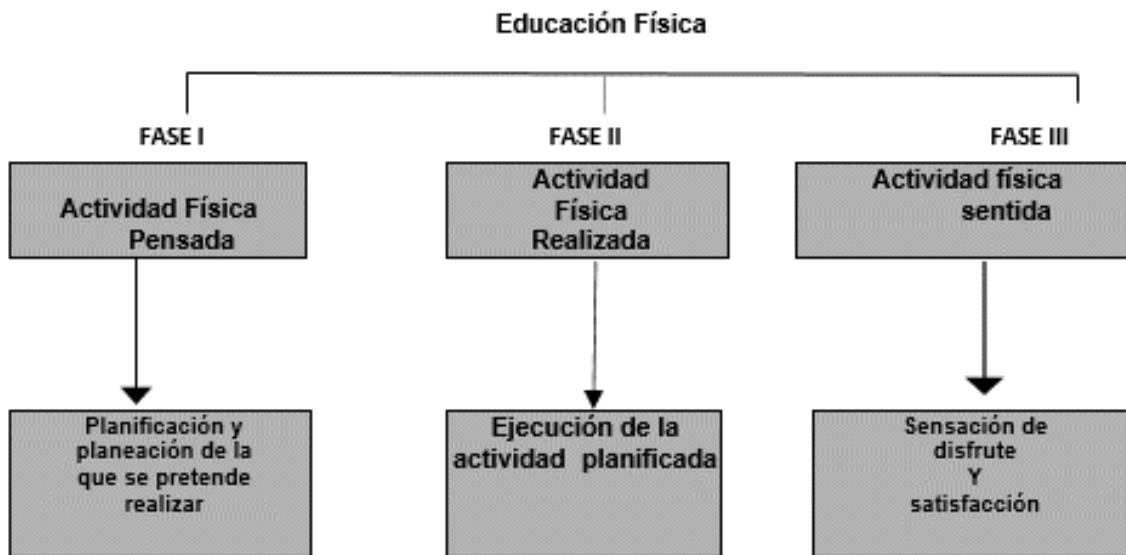 Educación Física
FASE I
FASE II
FASE III
Actividad Física
Pensada
Actividad
Física
Realizada
Actividad física
sentida
Planificación y
planeación de la
que se pretende
realizar
Ejecución de la
actividad planificada
Sensación de
disfrute
Y
satisfacción